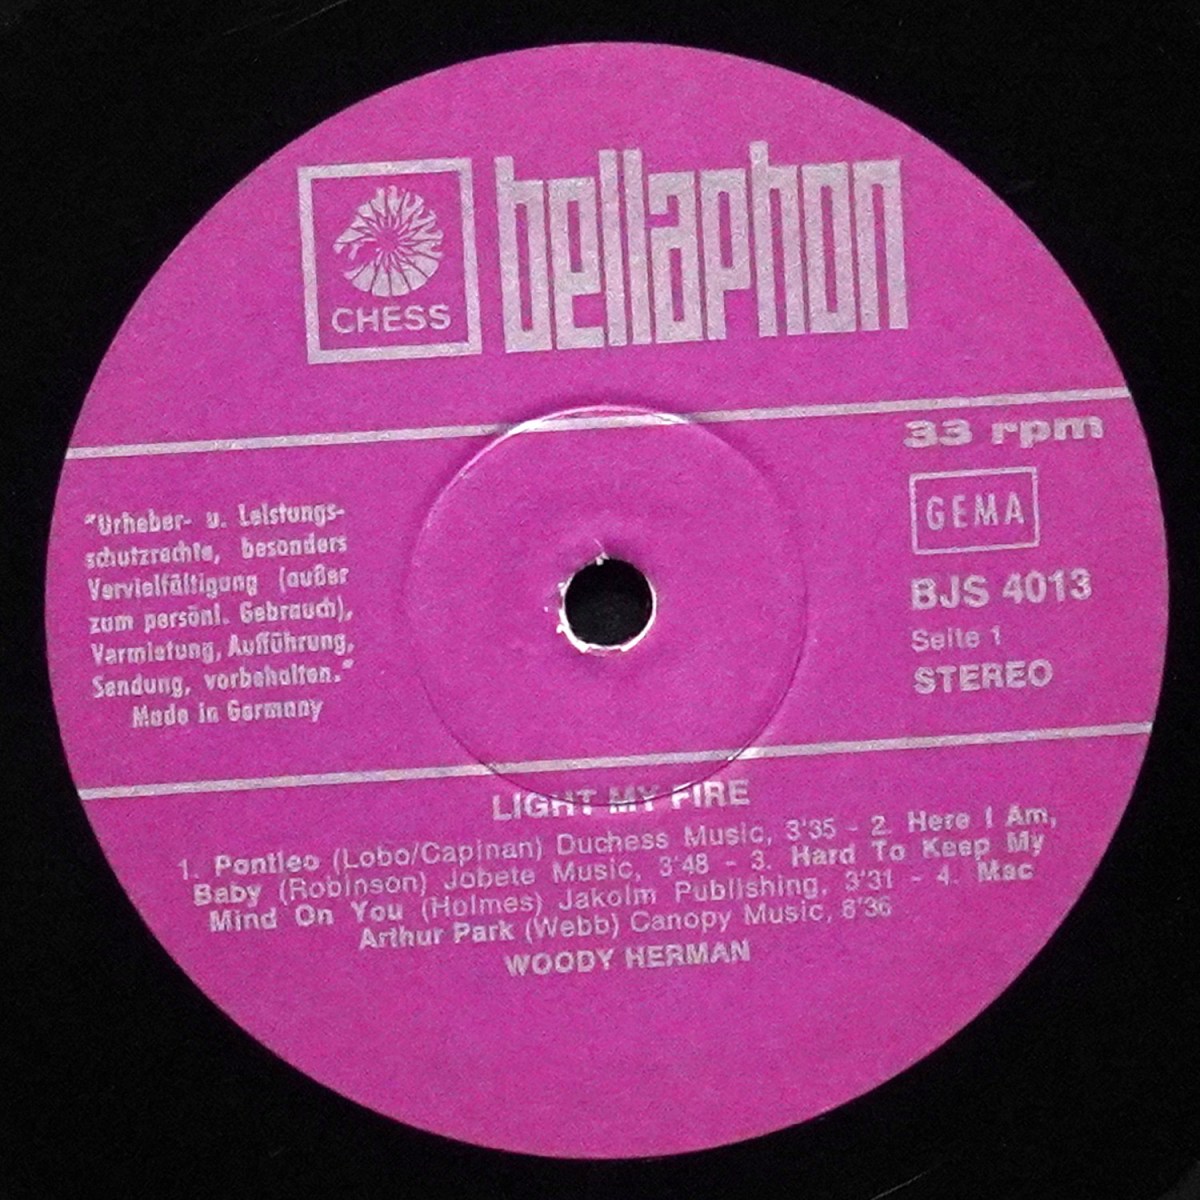 CHESS
bellaphon
33 rpm
GEMA
BJS 4013
Seite 1
STEREO
"Urheber- u. Leistungs-
schutzrechte, besonders
Vervielfältigung (außer
zum persönl. Gebrauch),
Vermietung, Aufführung,
Sendung, vorbehalten."
Made in Germany
LIGHT MY FIRE
1. Pontieo (Lobo/Capinan) Duchess Music, 3'35 - 2. Here I Am,
Baby (Robinson) Jobete Music, 3'48 - 3. Hard To Keep My
Mind On You (Holmes) Jakolm Publishing, 3'31 - 4. Mac
Arthur Park (Webb) Canopy Music, 6'36
WOODY HERMAN